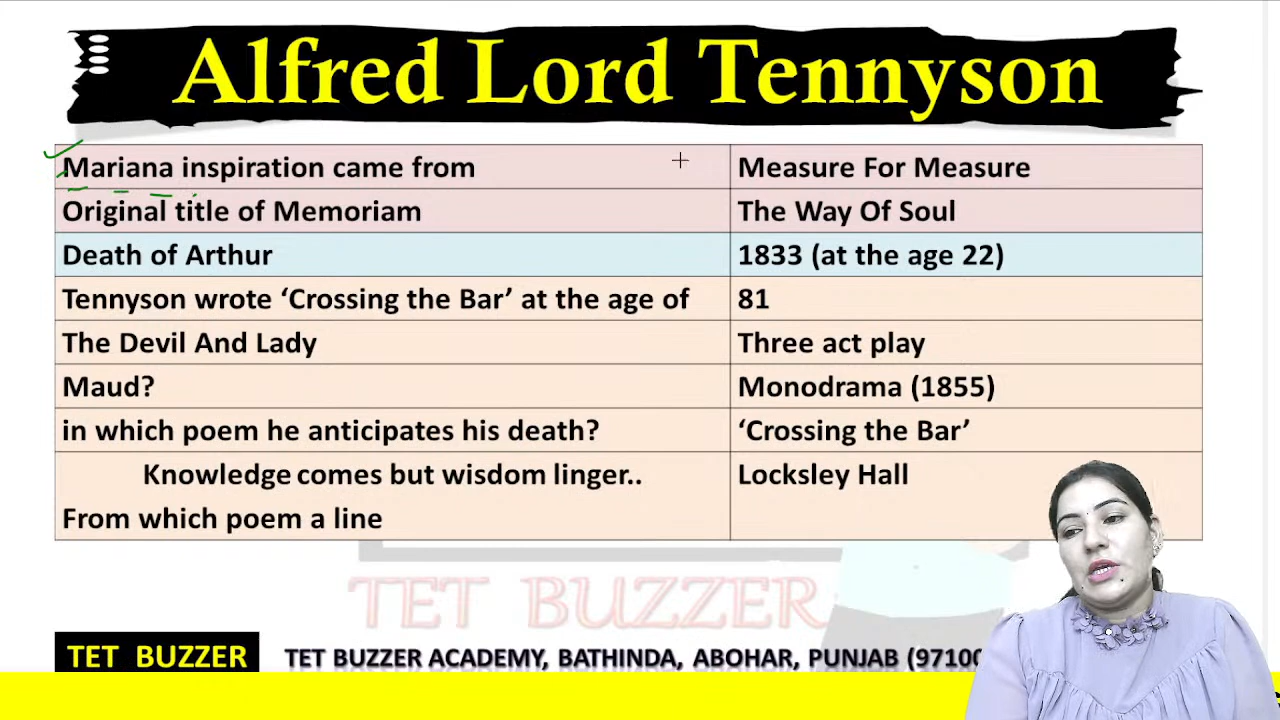 Alfred Lord Tennyson
Mariana inspiration came from Measure For Measure
Original title of Memoriam The Way Of Soul
Death of Arthur 1833 (at the age 22)
Tennyson wrote ‘Crossing the Bar’ at the age of 81
The Devil And Lady Three act play
Maud? Monodrama (1855)
in which poem he anticipates his death? ‘Crossing the Bar’
Knowledge comes but wisdom linger.. Locksley Hall
From which poem a line
TET BUZZER
TET BUZZER TET BUZZER ACADEMY, BATHINDA, ABOHAR, PUNJAB (97100